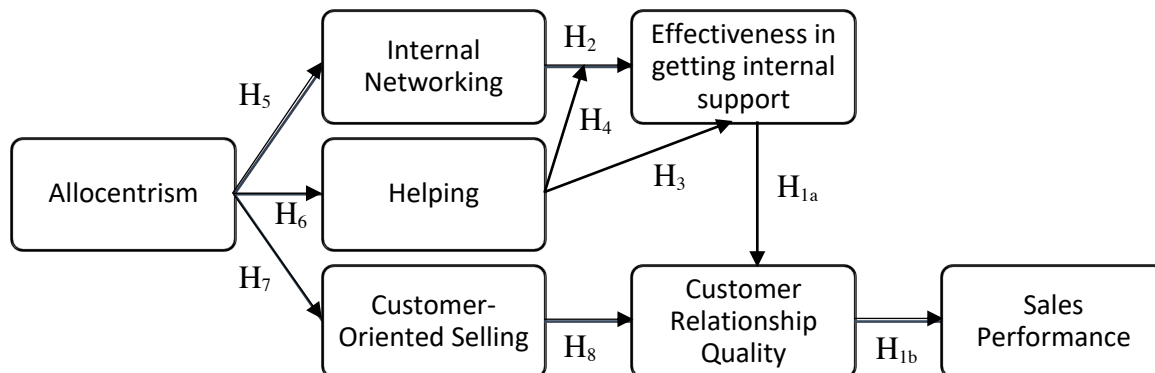 Internal
Networking
H₂
Effectiveness in
getting internal
support
H₅
H₄
Allocentrism
H₆
Helping
H₃
H₁ₐ
H₇
Customer-
Oriented Selling
H₈
Customer
Relationship
Quality
H₁b
Sales
Performance